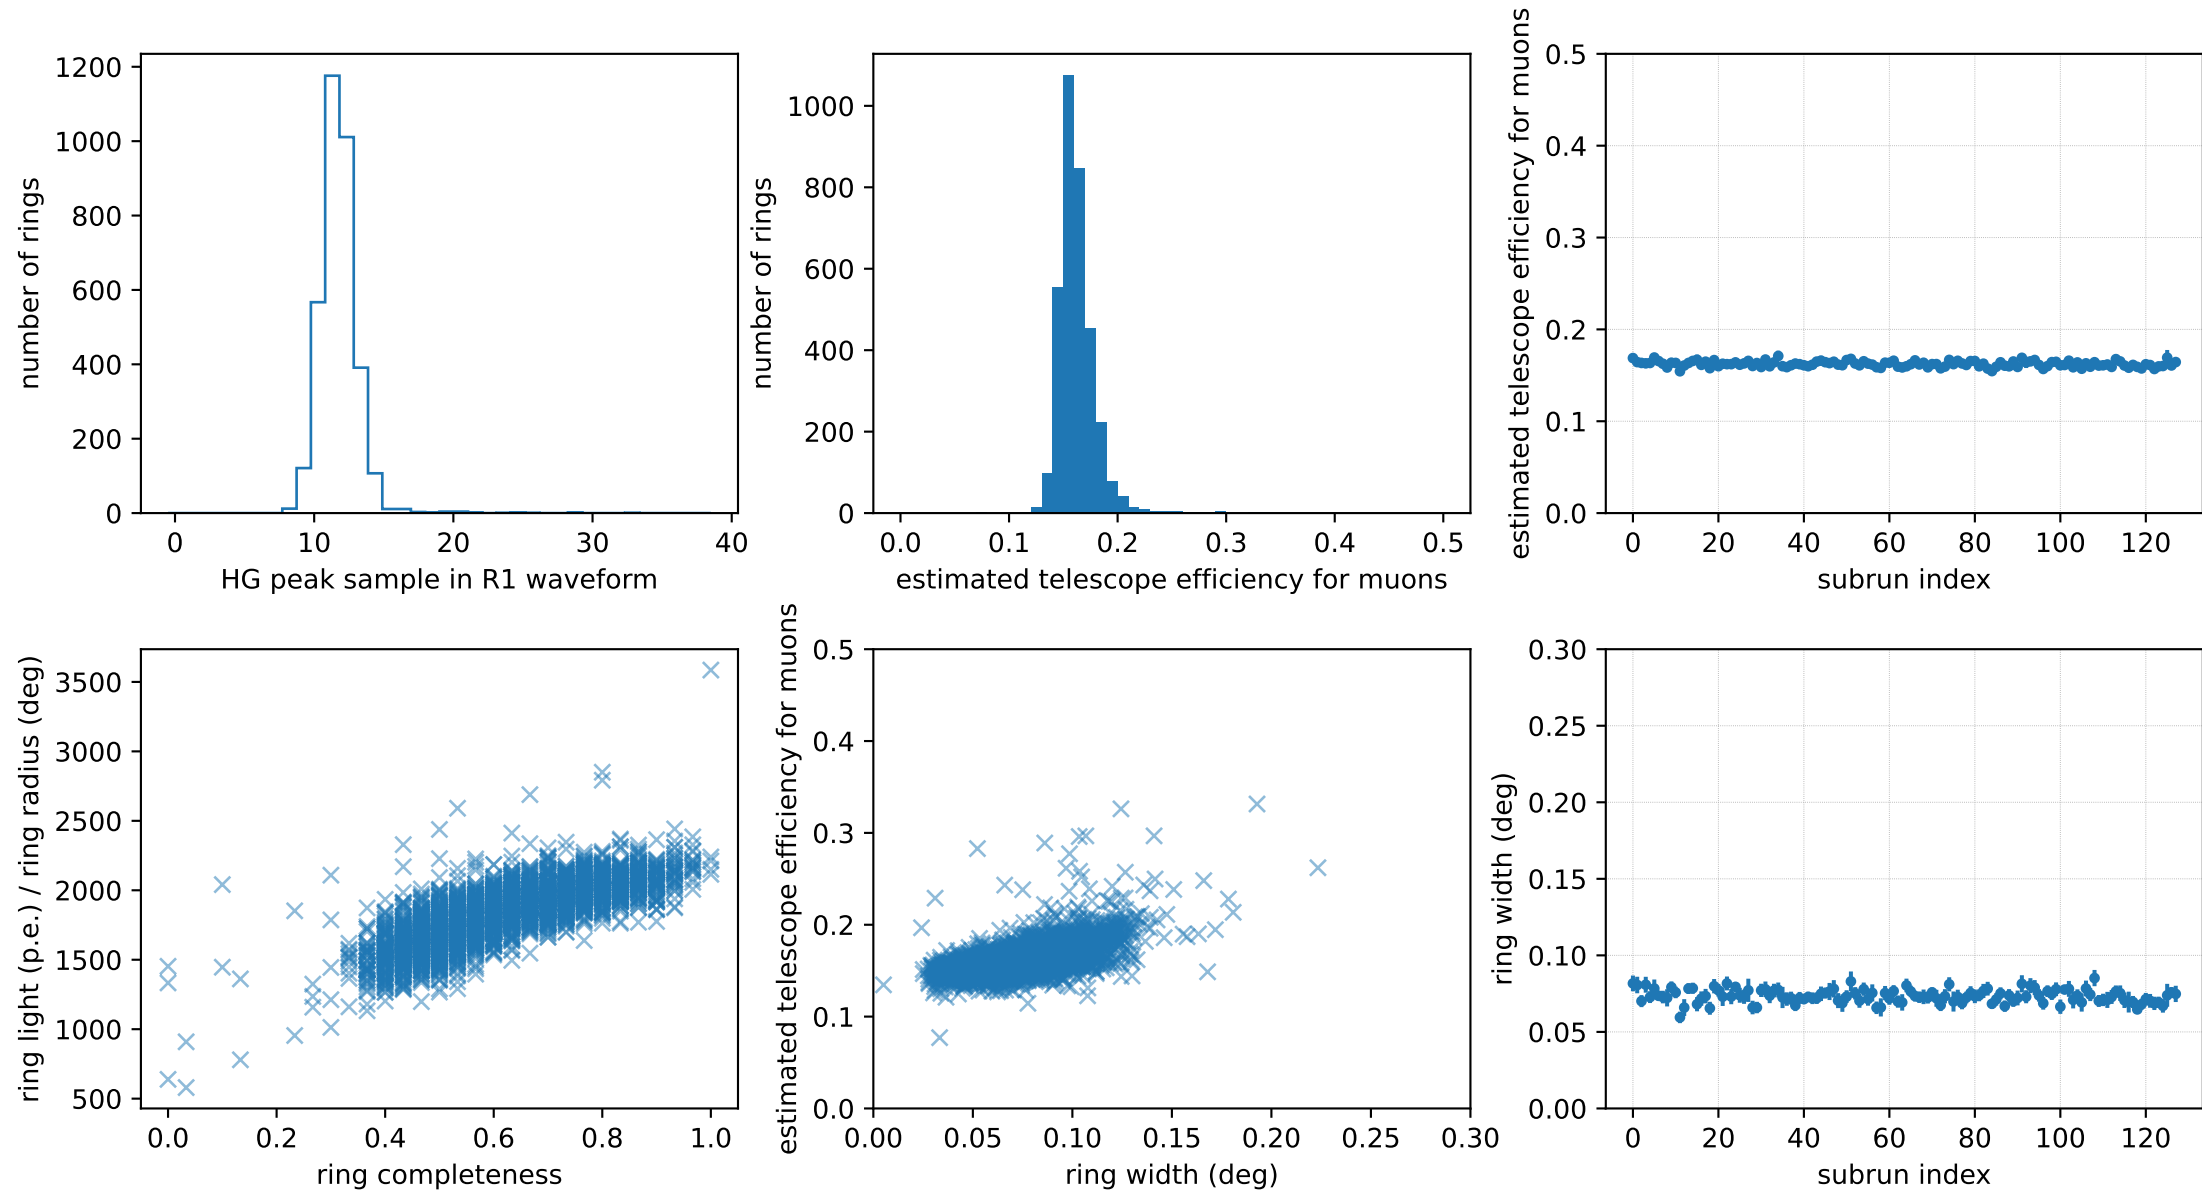 1200
1000
800
600
400
200
0
number of rings
0 10 20 30 40
HG peak sample in R1 waveform
1000
800
600
400
200
0
number of rings
0.0 0.1 0.2 0.3 0.4 0.5
estimated telescope efficiency for muons
0.5
0.4
0.3
0.2
0.1
0.0
estimated telescope efficiency for muons
0 20 40 60 80 100 120
subrun index
3500
3000
2500
2000
1500
1000
500
ring light (p.e.) / ring radius (deg)
0.0 0.2 0.4 0.6 0.8 1.0
ring completeness
0.5
0.4
0.3
0.2
0.1
0.0
estimated telescope efficiency for muons
0.00 0.05 0.10 0.15 0.20 0.25 0.30
ring width (deg)
0.30
0.25
0.20
0.15
0.10
0.05
0.00
ring width (deg)
0 20 40 60 80 100 120
subrun index